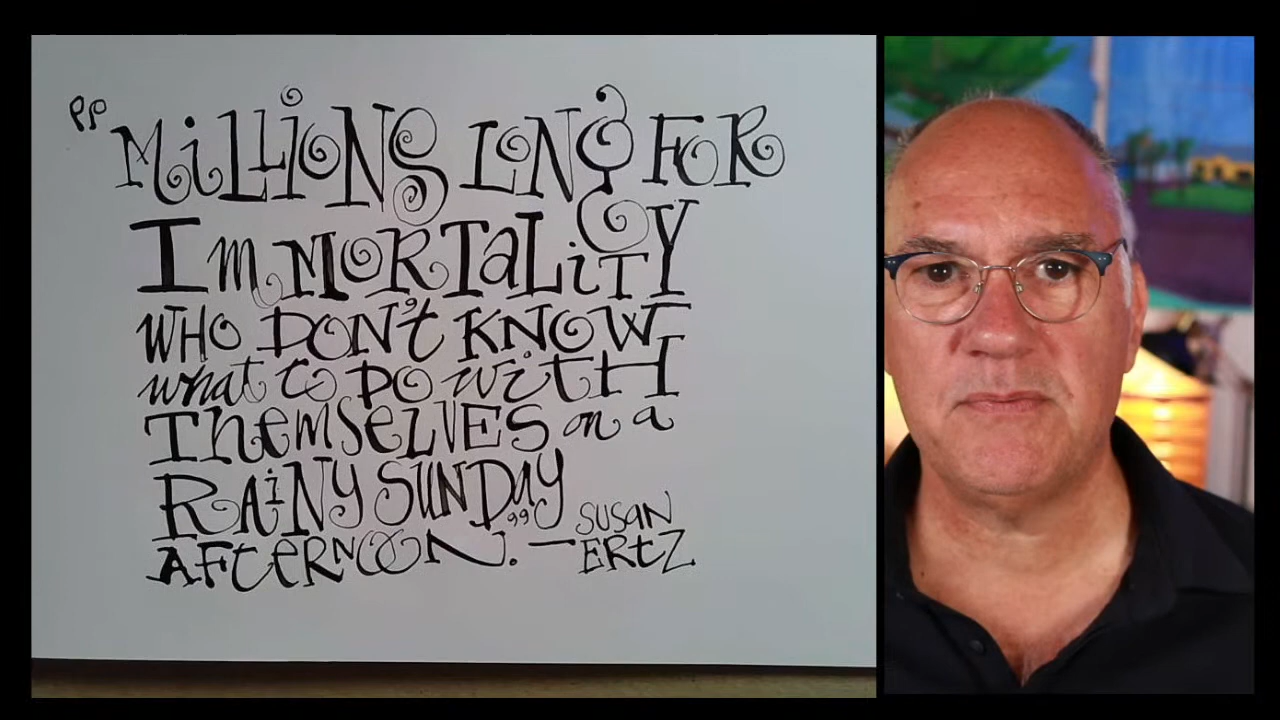 "MiLLiONS LONG FOR
ImMORTaLiTY
WHO DON't KNOW
what to DO witH
ThemSeLVES on a
RAiNY SUNDay
AFteRNOON." — SUSAN
ERtZ